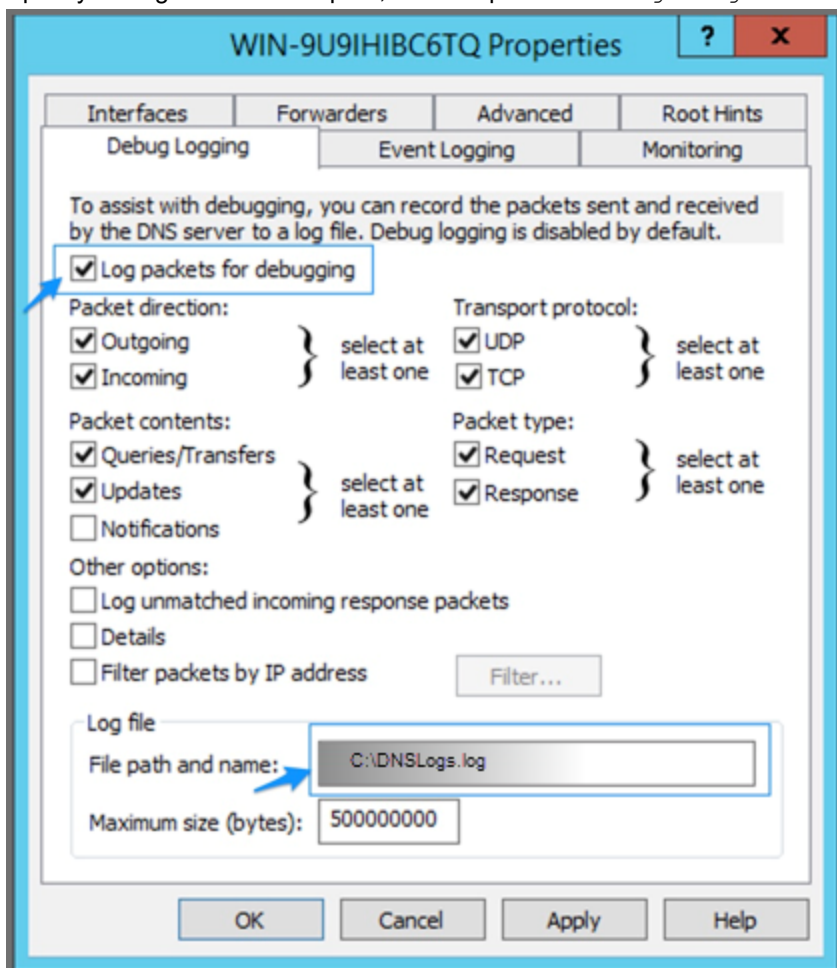 WIN-9U9IHIBC6TQ Properties ? x
Interfaces Forwarders Advanced Root Hints
Debug Logging Event Logging Monitoring
To assist with debugging, you can record the packets sent and received
by the DNS server to a log file. Debug logging is disabled by default.
Log packets for debugging
Packet direction: Transport protocol:
Outgoing select at UDP select at
Incoming least one TCP least one
Packet contents: Packet type:
Queries/Transfers Request select at
Updates select at Response least one
Notifications least one
Other options:
Log unmatched incoming response packets
Details
Filter packets by IP address Filter...
Log file
File path and name: C:\DNSLogs.log
Maximum size (bytes): 500000000
OK Cancel Apply Help